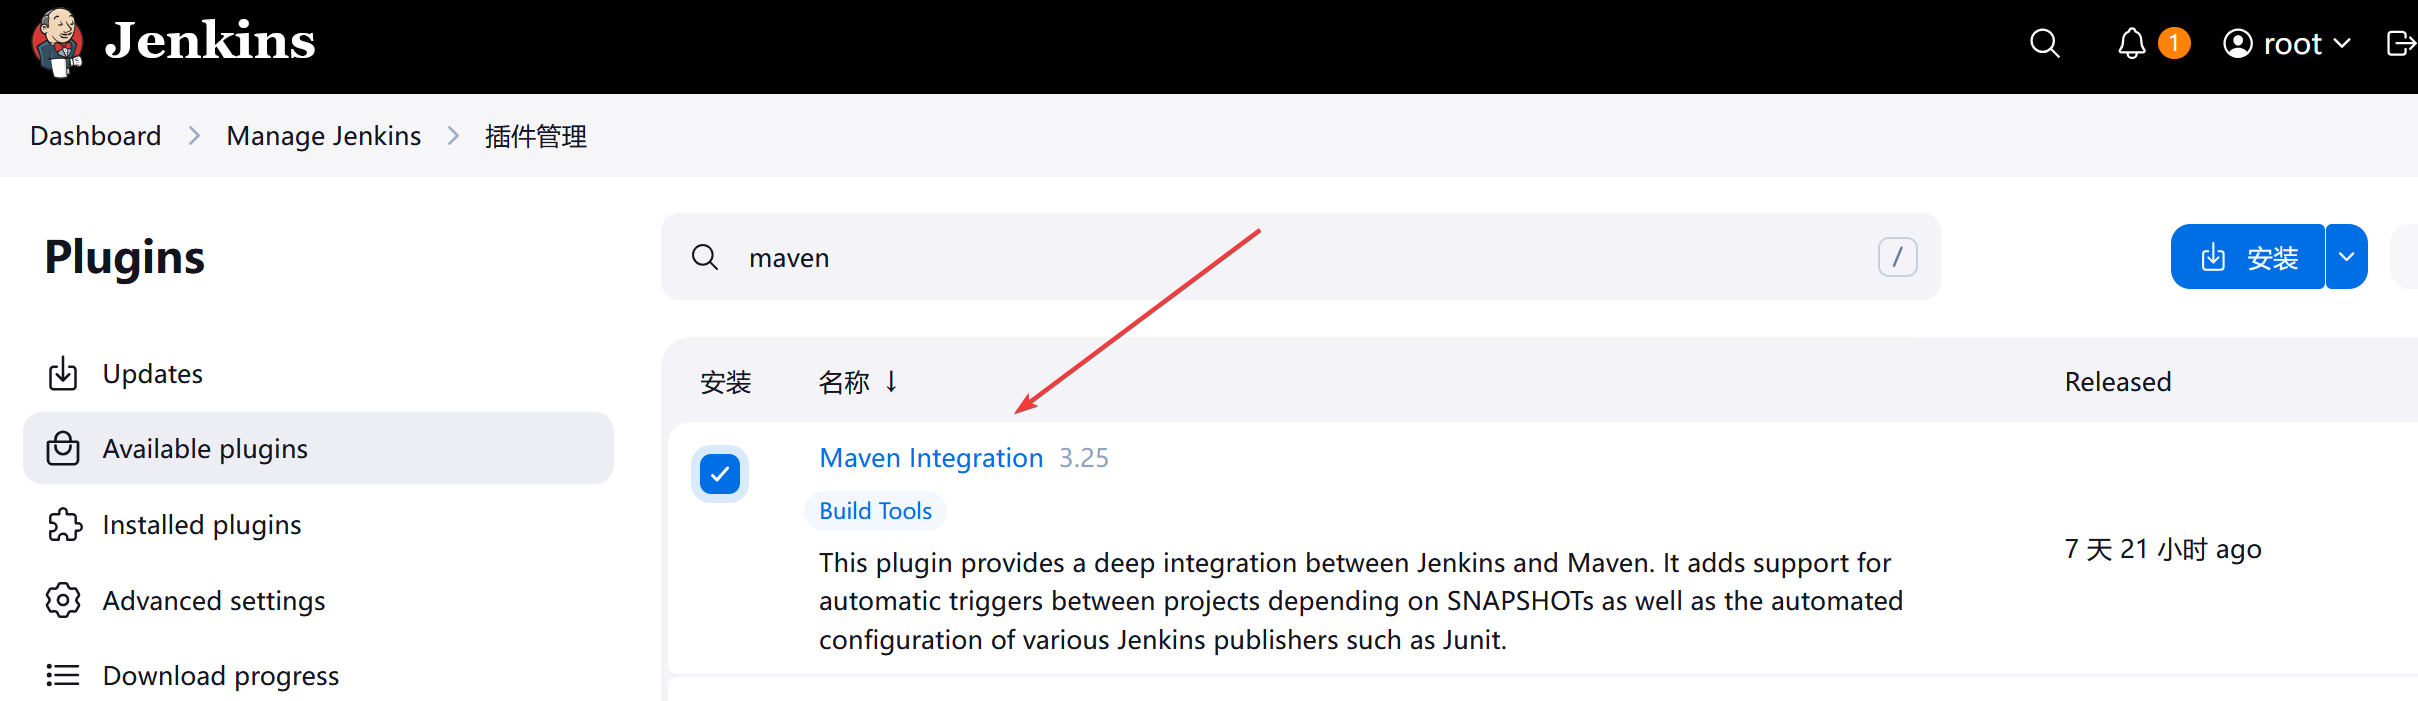 Jenkins
1
root
Dashboard
Manage Jenkins
插件管理
Plugins
maven
/
安装
Updates
Available plugins
Installed plugins
Advanced settings
Download progress
安装
名称 ↓
Released
Maven Integration 3.25
Build Tools
This plugin provides a deep integration between Jenkins and Maven. It adds support for
automatic triggers between projects depending on SNAPSHOTs as well as the automated
configuration of various Jenkins publishers such as Junit.
7 天 21 小时 ago